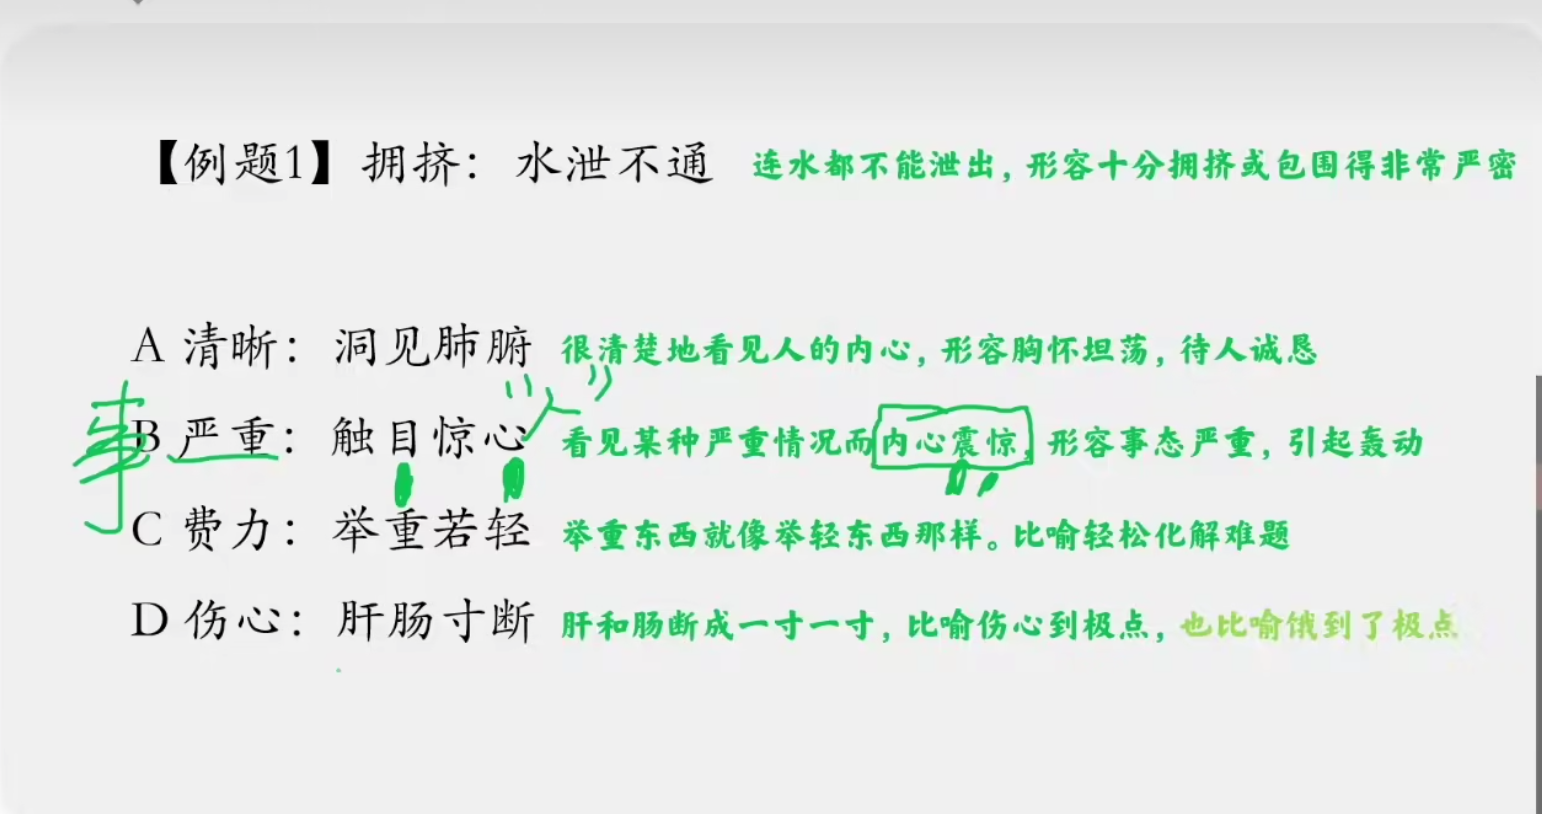 【例题1】拥挤：水泄不通 连水都不能泄出，形容十分拥挤或包围得非常严密
A 清晰：洞见肺腑 很清楚地看见人的内心，形容胸怀坦荡，待人诚恳
B 严重：触目惊心 看见某种严重情况而内心震惊，形容事态严重，引起轰动
事
C 费力：举重若轻 举重东西就像举轻东西那样。比喻轻松化解难题
D 伤心：肝肠寸断 肝和肠断成一寸一寸，比喻伤心到极点，也比喻饿到了极点